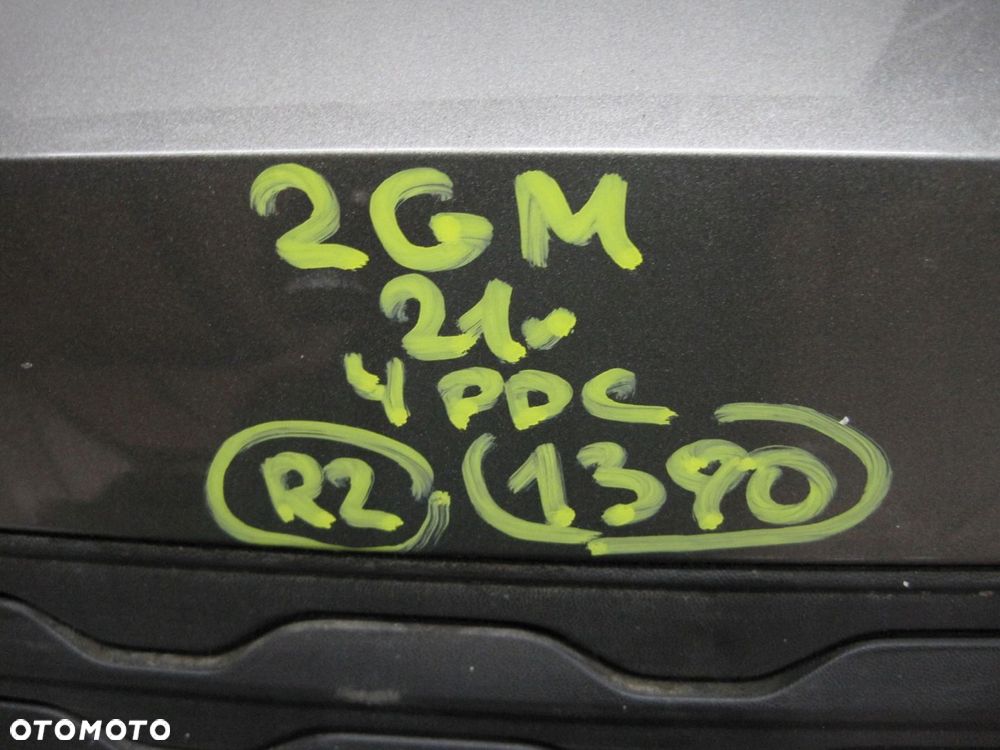 2GM
21-
4 PDC
R2 1390
OTOMOTO